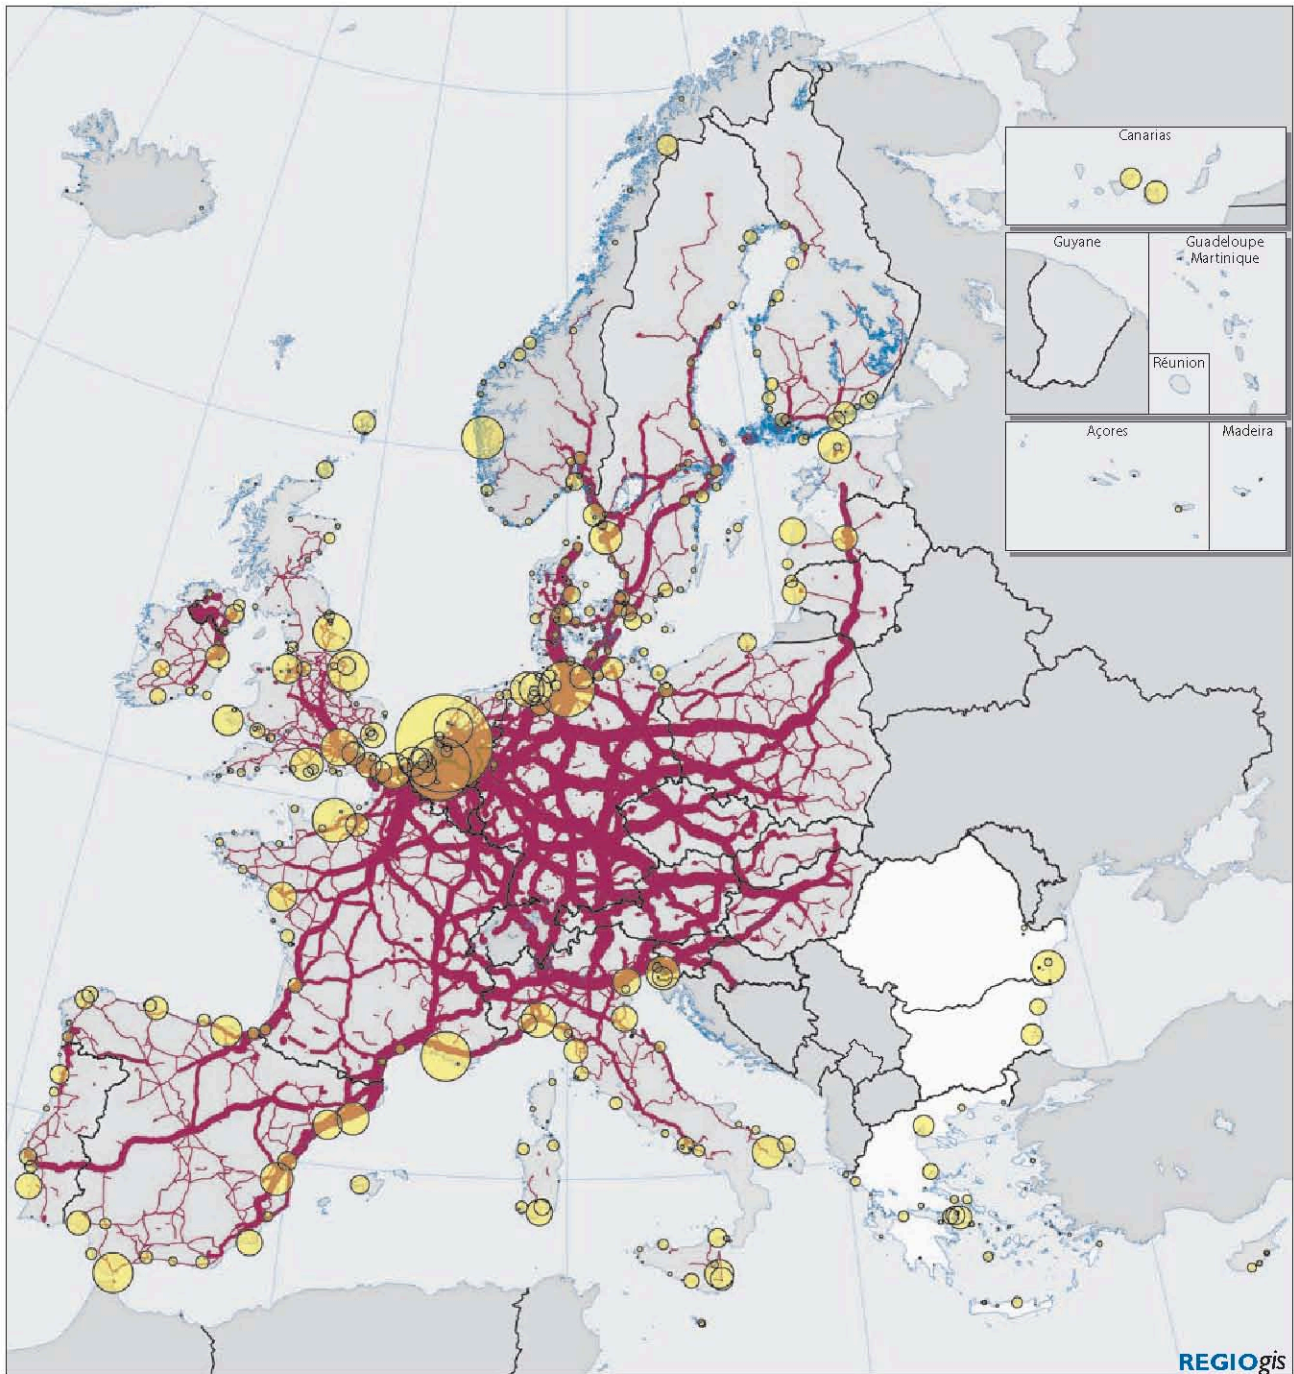 Canarias
Guyane
Guadeloupe
Martinique
Réunion
Açores
Madeira
REGIOgis